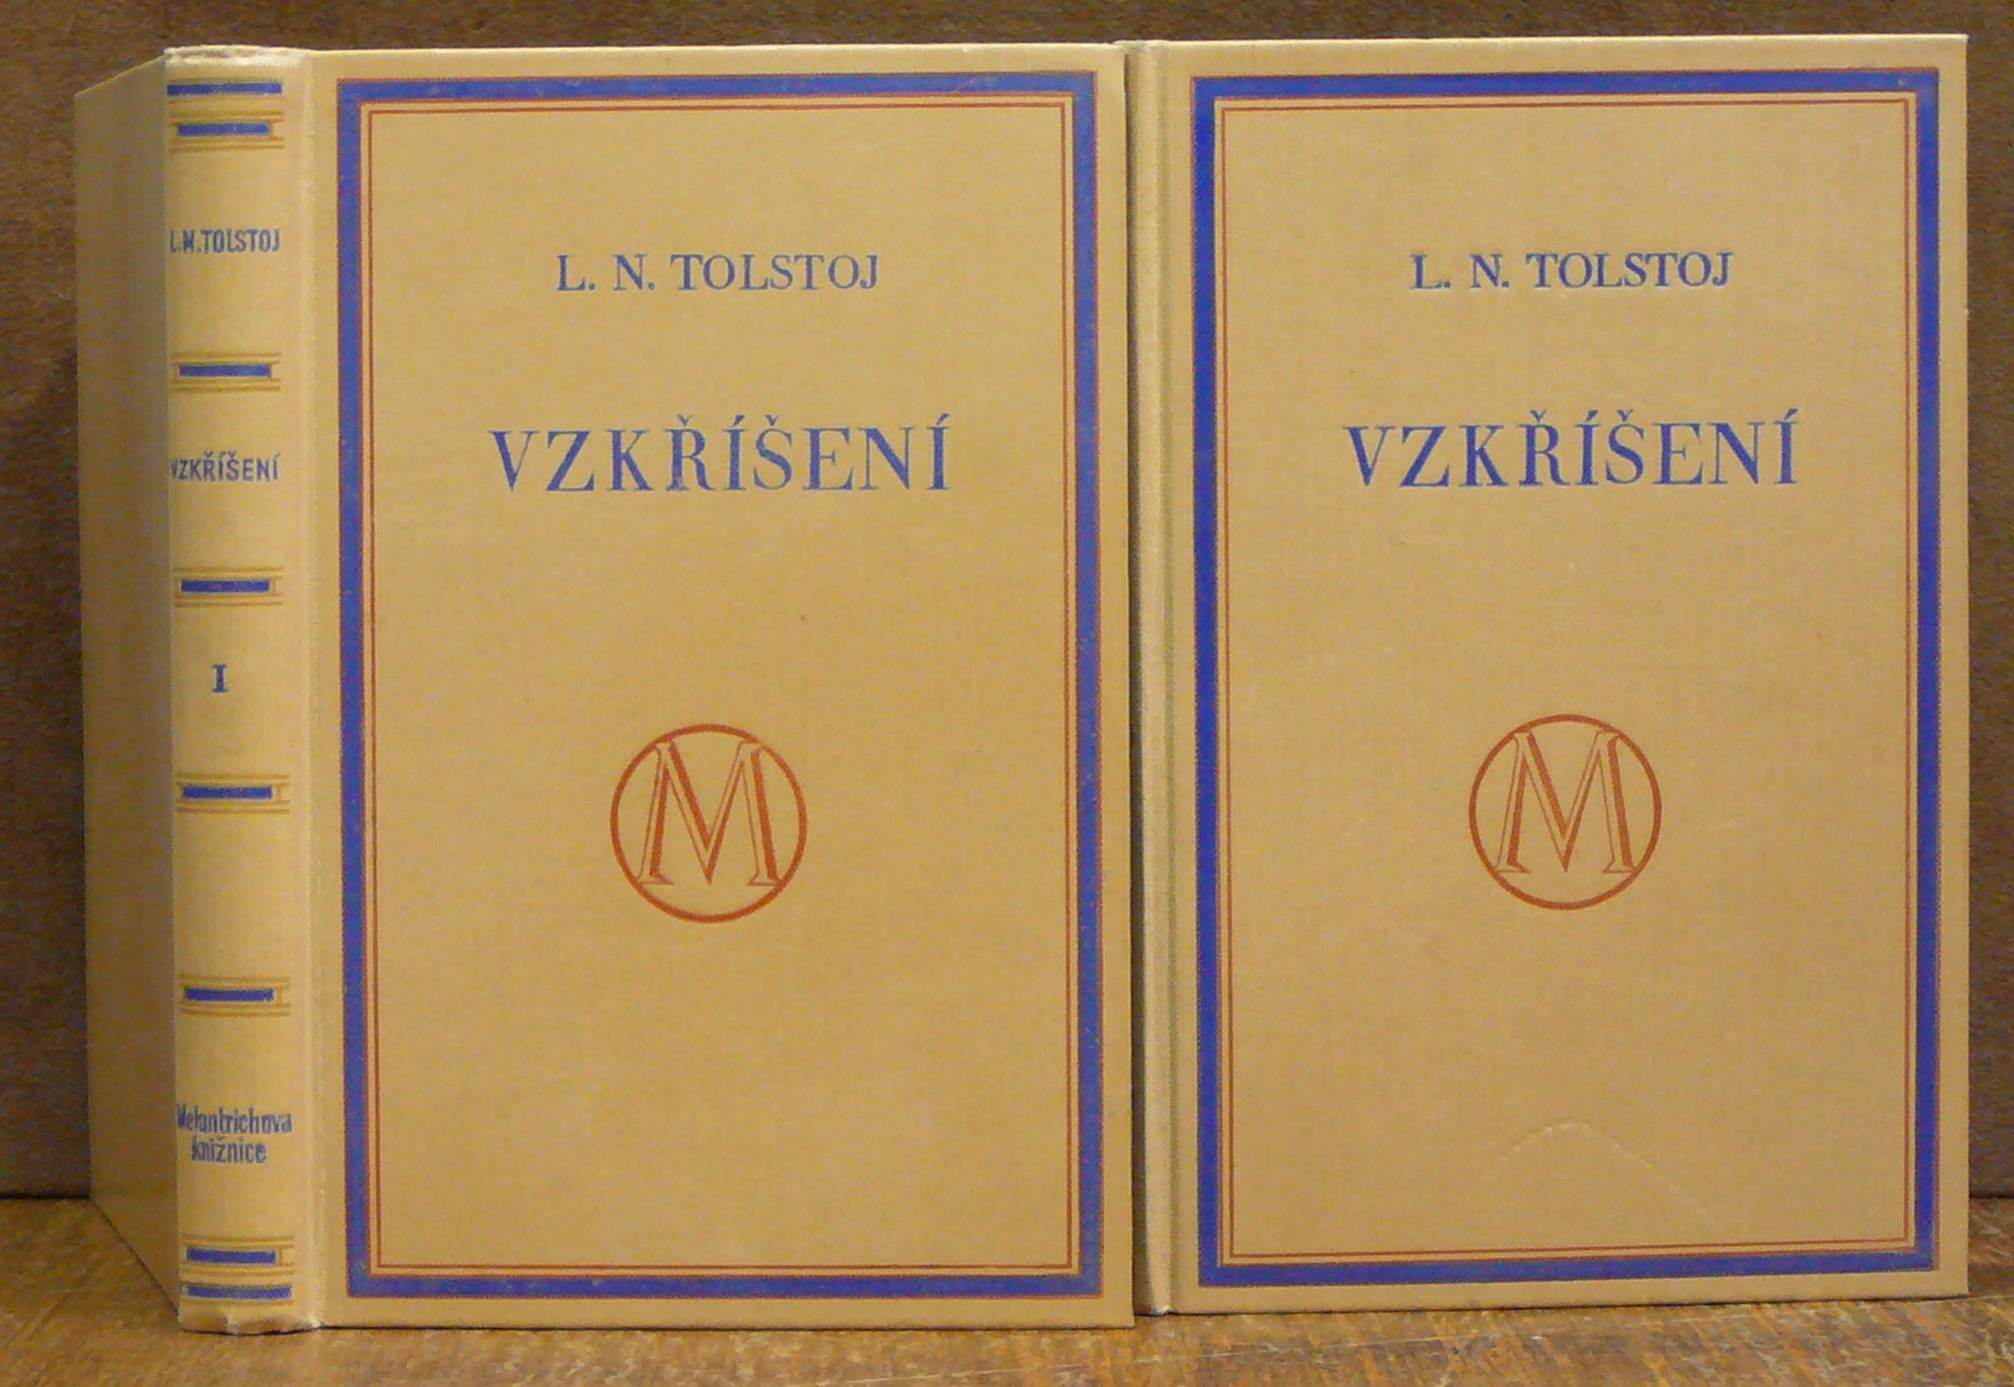 L.N.TOLSTOJ
VZKŘÍŠENÍ
I
Melantrichova
knižnice
L. N. TOLSTOJ
VZKŘÍŠENÍ
M
L. N. TOLSTOJ
VZKŘÍŠENÍ
M